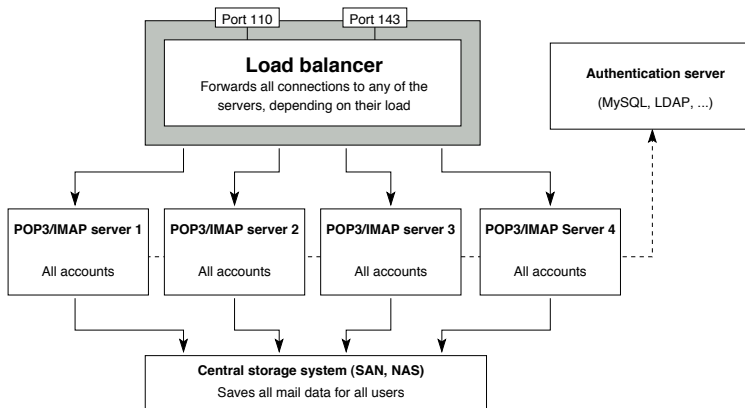 Port 110
Port 143
Load balancer
Forwards all connections to any of the
servers, depending on their load
Authentication server
(MySQL, LDAP, ...)
POP3/IMAP server 1
All accounts
POP3/IMAP server 2
All accounts
POP3/IMAP server 3
All accounts
POP3/IMAP Server 4
All accounts
Central storage system (SAN, NAS)
Saves all mail data for all users